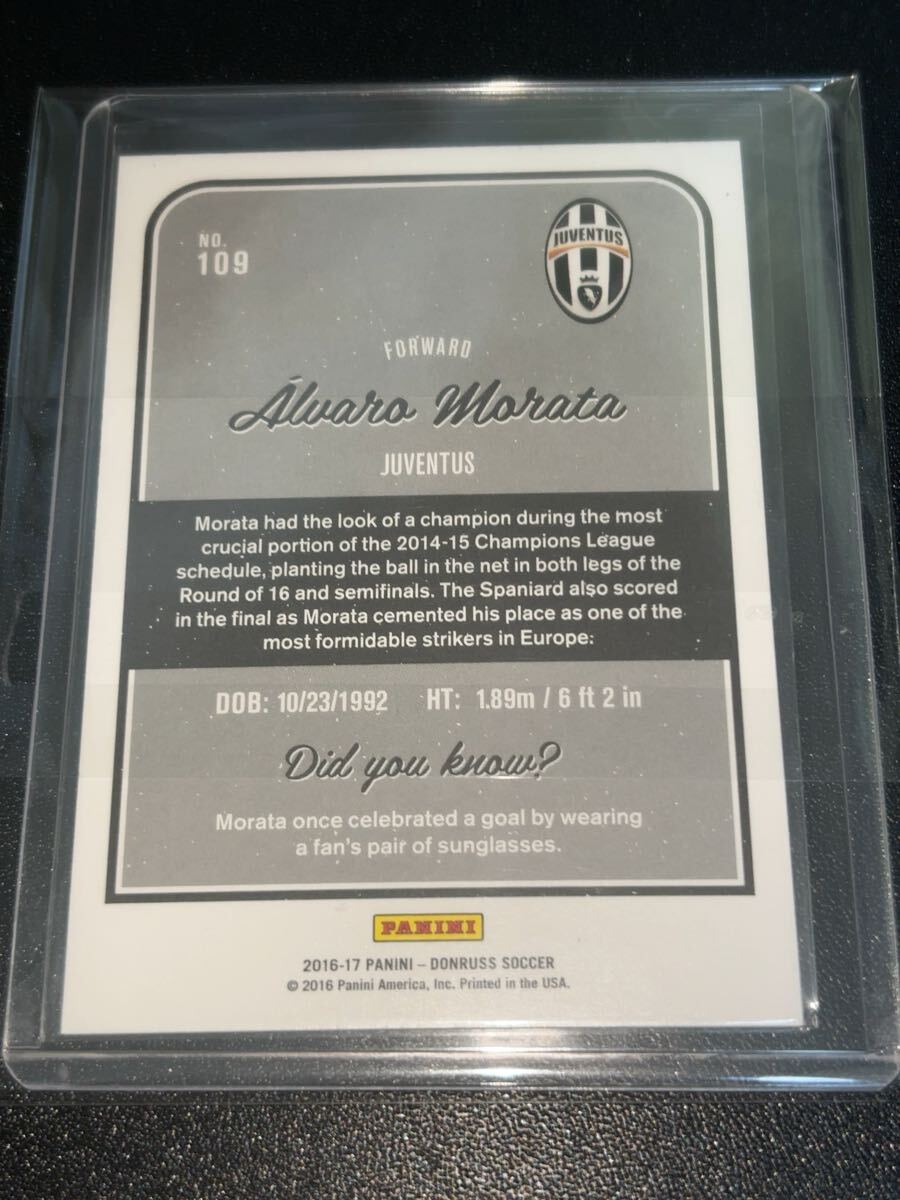 NO.
109
JUVENTUS
FORWARD
Álvaro Morata
JUVENTUS
Morata had the look of a champion during the most
crucial portion of the 2014-15 Champions League
schedule, planting the ball in the net in both legs of the
Round of 16 and semifinals. The Spaniard also scored
in the final as Morata cemented his place as one of the
most formidable strikers in Europe.
DOB: 10/23/1992 HT: 1.89m / 6 ft 2 in
Did you know?
Morata once celebrated a goal by wearing
a fan's pair of sunglasses.
PANINI
2016-17 PANINI – DONRUSS SOCCER
© 2016 Panini America, Inc. Printed in the USA.